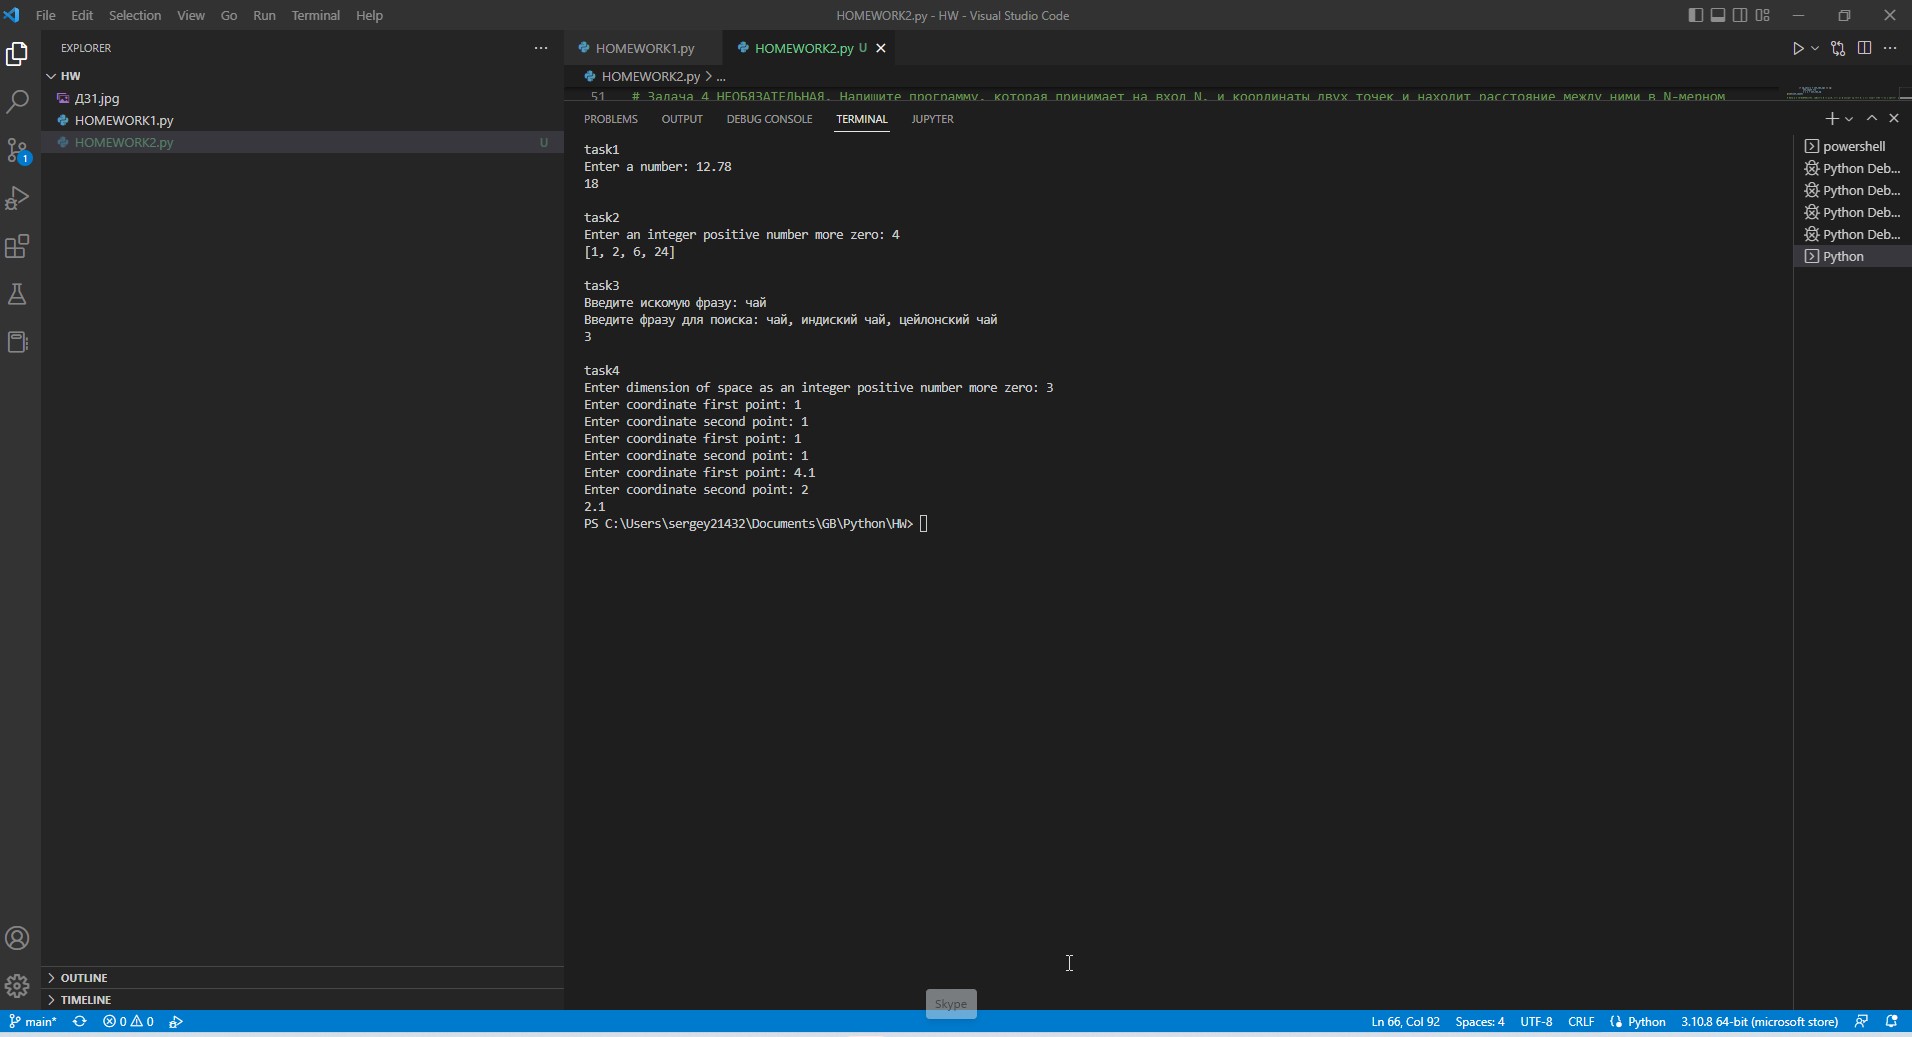 File Edit Selection View Go Run Terminal Help
HOMEWORK2.py - HW - Visual Studio Code
EXPLORER
HW
ДЗ1.jpg
HOMEWORK1.py
HOMEWORK2.py U
OUTLINE
TIMELINE
HOMEWORK1.py
HOMEWORK2.py U
HOMEWORK2.py > ...
51 # Задача 4 НЕОБЯЗАТЕЛЬНАЯ. Напишите программу, которая принимает на вход N, и координаты двух точек и находит расстояние между ними в N-мерном
PROBLEMS OUTPUT DEBUG CONSOLE TERMINAL JUPYTER
task1
Enter a number: 12.78
18
task2
Enter an integer positive number more zero: 4
[1, 2, 6, 24]
task3
Введите искомую фразу: чай
Введите фразу для поиска: чай, индиский чай, цейлонский чай
3
task4
Enter dimension of space as an integer positive number more zero: 3
Enter coordinate first point: 1
Enter coordinate second point: 1
Enter coordinate first point: 1
Enter coordinate second point: 1
Enter coordinate first point: 4.1
Enter coordinate second point: 2
2.1
PS C:\Users\sergey21432\Documents\GB\Python\HW>
powershell
Python Deb...
Python Deb...
Python Deb...
Python Deb...
Python
Skype
1
main* 0 0
Ln 66, Col 92 Spaces: 4 UTF-8 CRLF Python 3.10.8 64-bit (microsoft store)